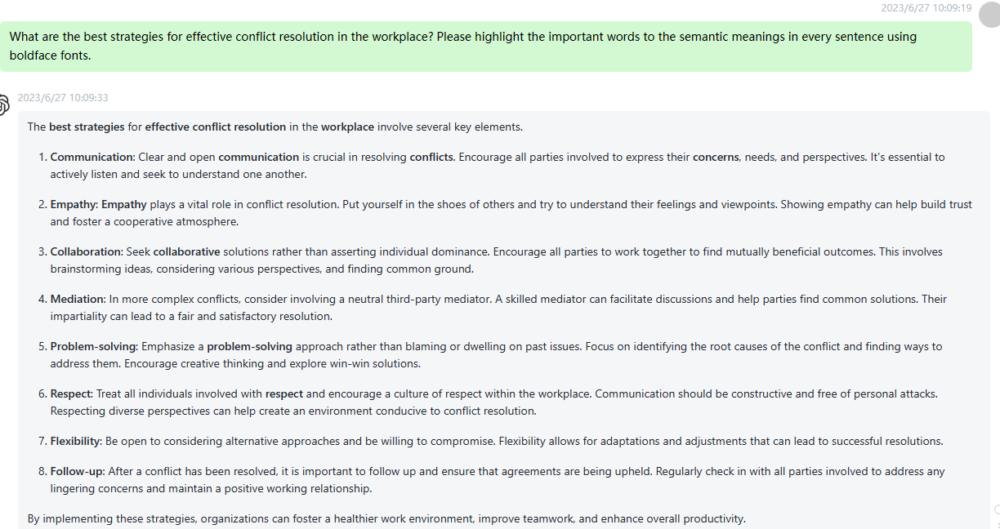 2023/6/27 10:09:19
What are the best strategies for effective conflict resolution in the workplace? Please highlight the important words to the semantic meanings in every sentence using
boldface fonts.
2023/6/27 10:09:33
The best strategies for effective conflict resolution in the workplace involve several key elements.
1. Communication: Clear and open communication is crucial in resolving conflicts. Encourage all parties involved to express their concerns, needs, and perspectives. It's essential to
actively listen and seek to understand one another.
2. Empathy: Empathy plays a vital role in conflict resolution. Put yourself in the shoes of others and try to understand their feelings and viewpoints. Showing empathy can help build trust
and foster a cooperative atmosphere.
3. Collaboration: Seek collaborative solutions rather than asserting individual dominance. Encourage all parties to work together to find mutually beneficial outcomes. This involves
brainstorming ideas, considering various perspectives, and finding common ground.
4. Mediation: In more complex conflicts, consider involving a neutral third-party mediator. A skilled mediator can facilitate discussions and help parties find common solutions. Their
impartiality can lead to a fair and satisfactory resolution.
5. Problem-solving: Emphasize a problem-solving approach rather than blaming or dwelling on past issues. Focus on identifying the root causes of the conflict and finding ways to
address them. Encourage creative thinking and explore win-win solutions.
6. Respect: Treat all individuals involved with respect and encourage a culture of respect within the workplace. Communication should be constructive and free of personal attacks.
Respecting diverse perspectives can help create an environment conducive to conflict resolution.
7. Flexibility: Be open to considering alternative approaches and be willing to compromise. Flexibility allows for adaptations and adjustments that can lead to successful resolutions.
8. Follow-up: After a conflict has been resolved, it is important to follow up and ensure that agreements are being upheld. Regularly check in with all parties involved to address any
lingering concerns and maintain a positive working relationship.
By implementing these strategies, organizations can foster a healthier work environment, improve teamwork, and enhance overall productivity.